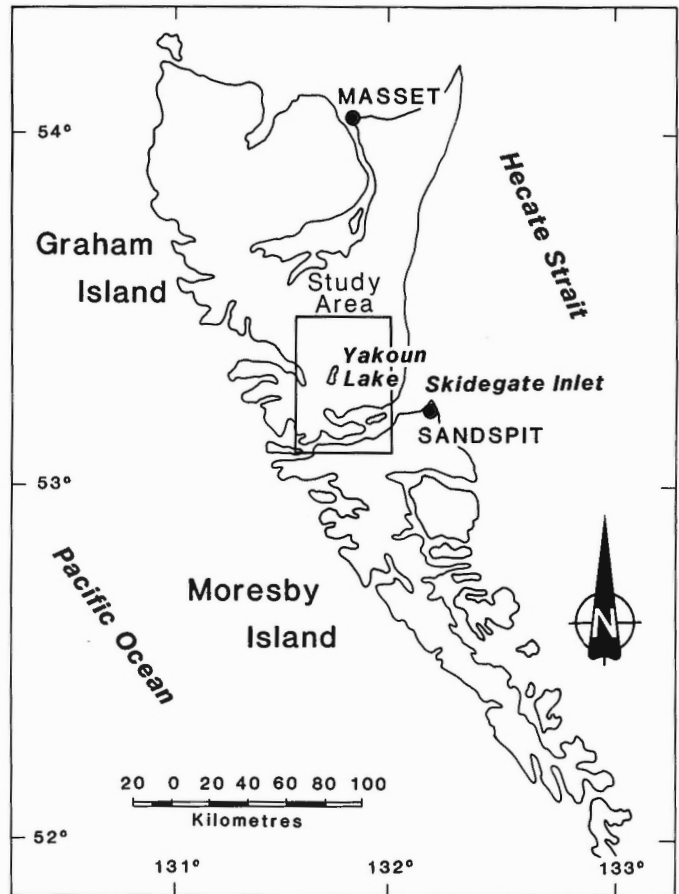 MASSET
54°
Hecate Strait
Graham
Island
Study
Area
Yakoun
Lake
Skidegate Inlet
SANDSPIT
53°
Pacific Ocean
Moresby
Island
N
20 0 20 40 60 80 100
Kilometres
52°
131° 132° 133°